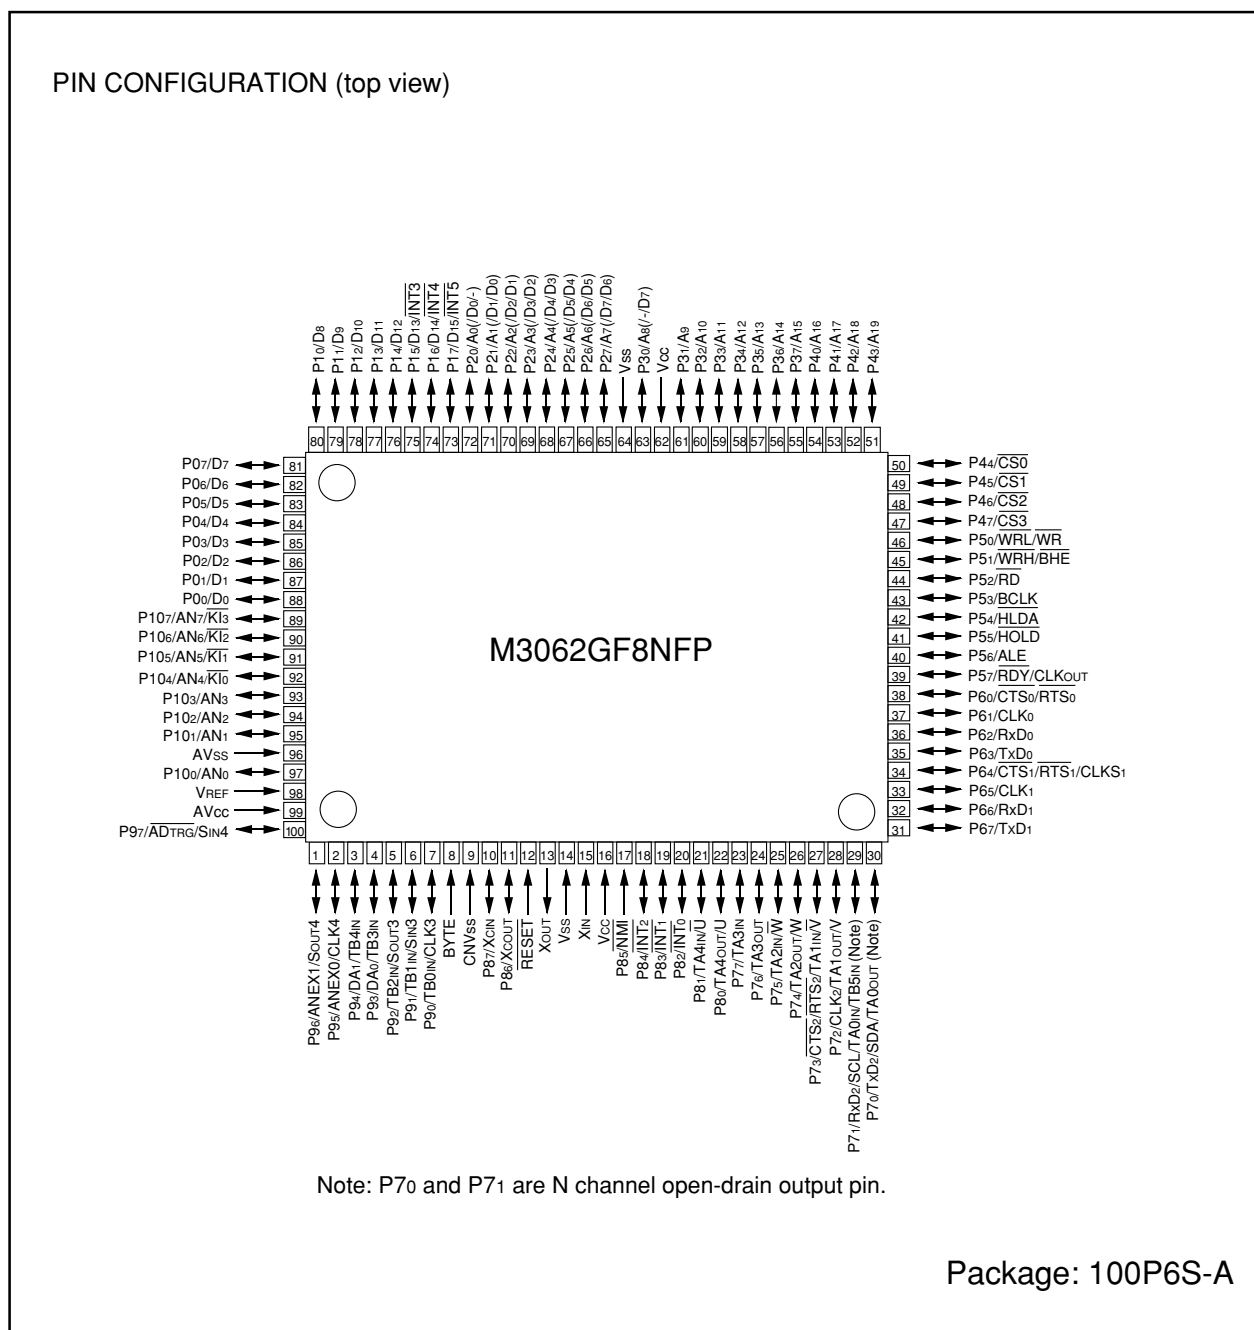 PIN CONFIGURATION (top view)
P10/D8
P11/D9
P12/D10
P13/D11
P14/D12
P15/D13/INT3
P16/D14/INT4
P17/D15/INT5
P20/A0(/D0/-)
P21/A1(/D1/D0)
P22/A2(/D2/D1)
P23/A3(/D3/D2)
P24/A4(/D4/D3)
P25/A5(/D5/D4)
P26/A6(/D6/D5)
P27/A7(/D7/D6)
Vss
P30/A8(/-/D7)
Vcc
P31/A9
P32/A10
P33/A11
P34/A12
P35/A13
P36/A14
P37/A15
P40/A16
P41/A17
P42/A18
P43/A19
80 79 78 77 76 75 74 73 72 71 70 69 68 67 66 65 64 63 62 61 60 59 58 57 56 55 54 53 52 51
P07/D7 81
P06/D6 82
P05/D5 83
P04/D4 84
P03/D3 85
P02/D2 86
P01/D1 87
P00/D0 88
P107/AN7/KI3 89
P106/AN6/KI2 90
P105/AN5/KI1 91
P104/AN4/KI0 92
P103/AN3 93
P102/AN2 94
P101/AN1 95
AVSS 96
P100/AN0 97
VREF 98
AVcc 99
P97/ADTRG/SIN4 100
M3062GF8NFP
50 P44/CS0
49 P45/CS1
48 P46/CS2
47 P47/CS3
46 P50/WRL/WR
45 P51/WRH/BHE
44 P52/RD
43 P53/BCLK
42 P54/HLDA
41 P55/HOLD
40 P56/ALE
39 P57/RDY/CLKOUT
38 P60/CTS0/RTS0
37 P61/CLK0
36 P62/RxD0
35 P63/TxD0
34 P64/CTS1/RTS1/CLKS1
33 P65/CLK1
32 P66/RxD1
31 P67/TxD1
1 2 3 4 5 6 7 8 9 10 11 12 13 14 15 16 17 18 19 20 21 22 23 24 25 26 27 28 29 30
P96/ANEX1/SOUT4
P95/ANEX0/CLK4
P94/DA1/TB4IN
P93/DA0/TB3IN
P92/TB2IN/SOUT3
P91/TB1IN/SIN3
P90/TB0IN/CLK3
BYTE
CNVss
P87/XCIN
P86/XCOUT
RESET
XOUT
Vss
XIN
Vcc
P85/NMI
P84/INT2
P83/INT1
P82/INT0
P81/TA4IN/U
P80/TA4OUT/U
P77/TA3IN
P76/TA3OUT
P75/TA2IN/W
P74/TA2OUT/W
P73/CTS2/RTS2/TA1IN/V
P72/CLK2/TA1OUT/V
P71/RxD2/SCL/TA0IN/TB5IN (Note)
P70/TxD2/SDA/TA0OUT (Note)
Note: P70 and P71 are N channel open-drain output pin.
Package: 100P6S-A